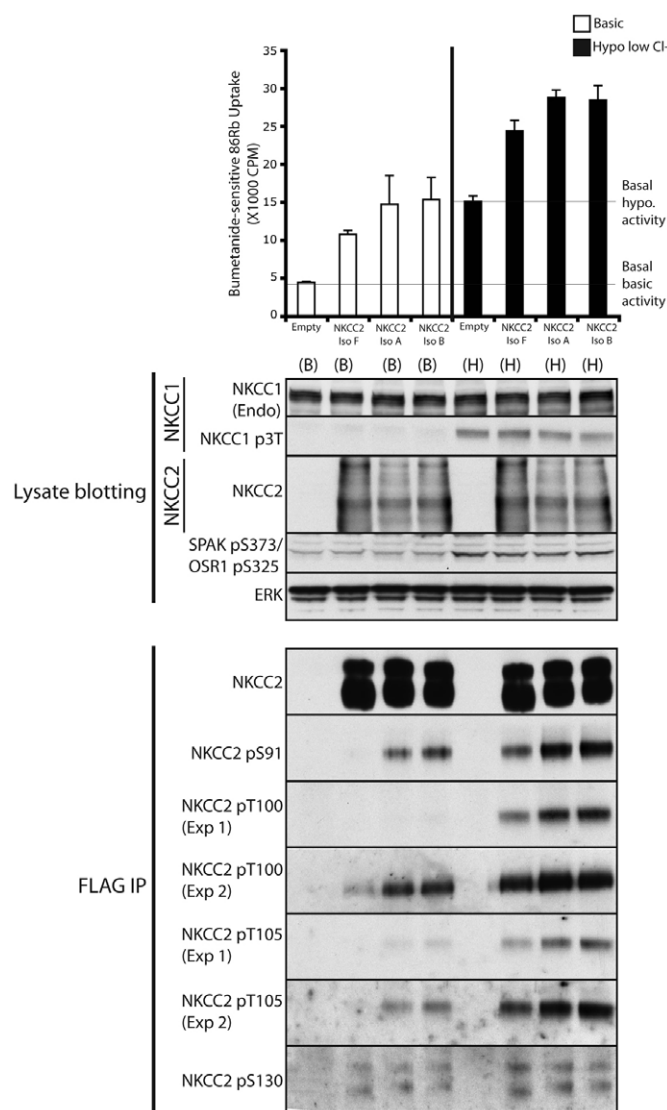 Basic
Hypo low Cl-
Bumetanide-sensitive 86Rb Uptake
(X1000 CPM)
35
30
25
20
15
10
5
0
Basal
hypo.
activity
Basal
basic
activity
Empty
NKCC2
Iso F
NKCC2
Iso A
NKCC2
Iso B
Empty
NKCC2
Iso F
NKCC2
Iso A
NKCC2
Iso B
(B) (B) (B) (B) (H) (H) (H) (H)
Lysate blotting
NKCC1
NKCC1
(Endo)
NKCC1 p3T
NKCC2
NKCC2
SPAK pS373/
OSR1 pS325
ERK
FLAG IP
NKCC2
NKCC2 pS91
NKCC2 pT100
(Exp 1)
NKCC2 pT100
(Exp 2)
NKCC2 pT105
(Exp 1)
NKCC2 pT105
(Exp 2)
NKCC2 pS130